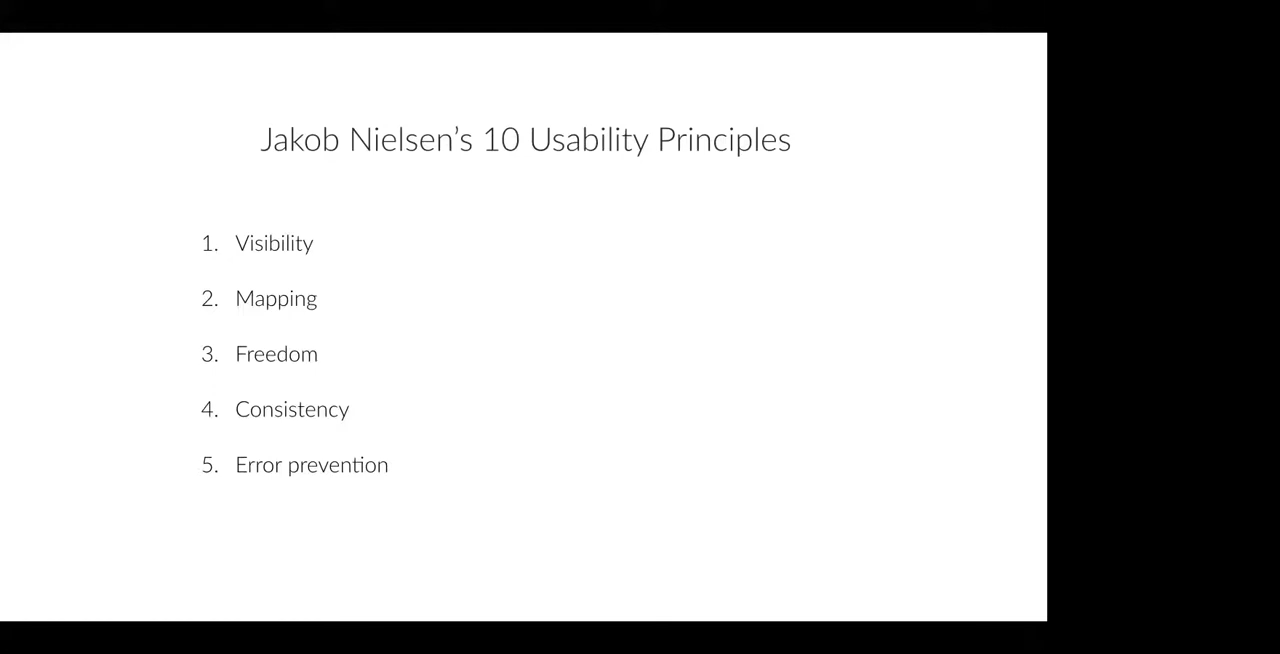 Jakob Nielsen’s 10 Usability Principles
1. Visibility
2. Mapping
3. Freedom
4. Consistency
5. Error prevention